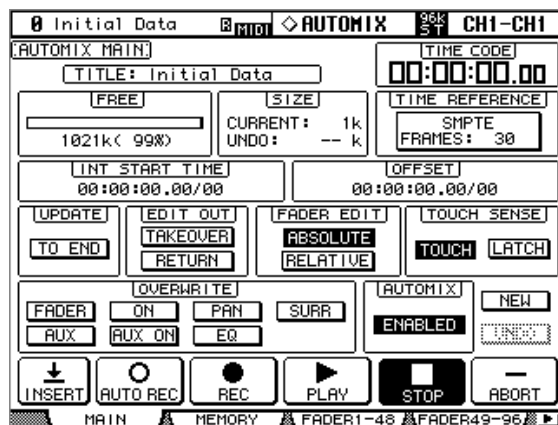 0 Initial Data B MIDI ◇AUTOMIX 96k ST CH1-CH1
AUTOMIX MAIN
TITLE: Initial Data
TIME CODE
00:00:00.00
FREE
1021k( 99%)
SIZE
CURRENT: 1k
UNDO: -- k
TIME REFERENCE
SMPTE
FRAMES: 30
INT START TIME
00:00:00.00/00
OFFSET
00:00:00.00/00
UPDATE
TO END
EDIT OUT
TAKEOVER
RETURN
FADER EDIT
ABSOLUTE
RELATIVE
TOUCH SENSE
TOUCH LATCH
OVERWRITE
FADER ON PAN SURR
AUX AUX ON EQ
AUTOMIX
ENABLED
NEW
UNDO
INSERT AUTO REC REC PLAY STOP ABORT
MAIN MEMORY FADER1-48 FADER49-96